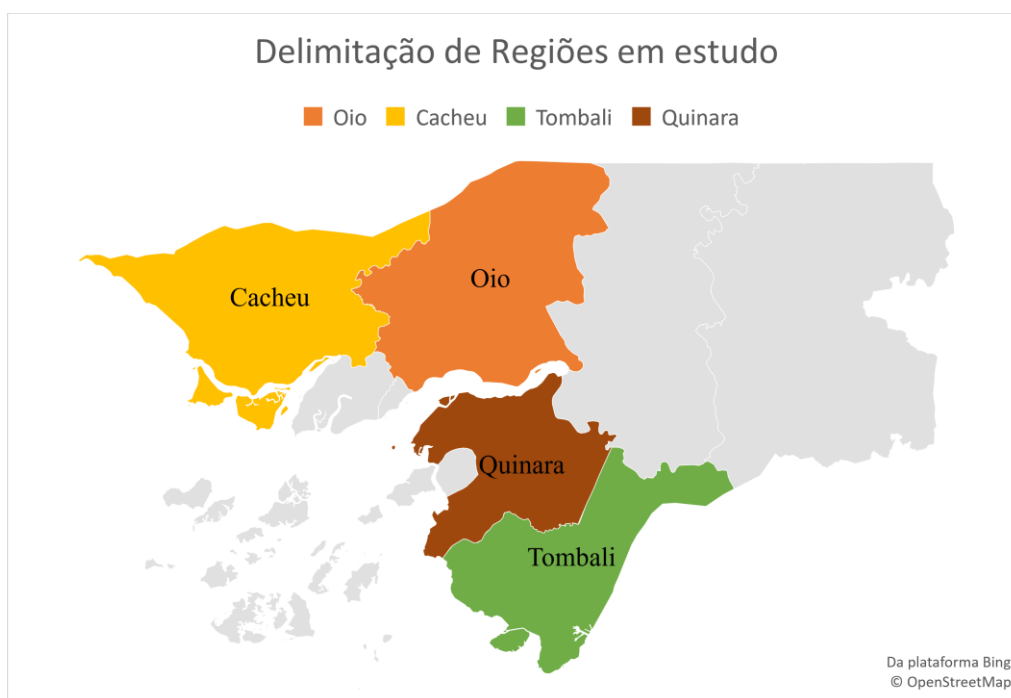 Delimitação de Regiões em estudo
Oio Cacheu Tombali Quinara
Oio
Cacheu
Quinara
Tombali
Da plataforma Bing
© OpenStreetMap